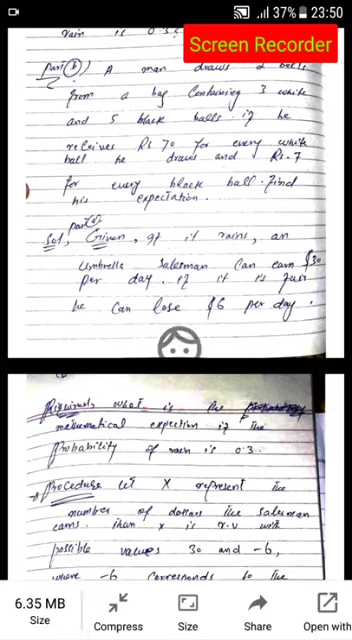 37% 23:50
Screen Recorder
rain is 0.3
Part (b) A man draws 2 balls
from a bag containing 3 white
and 5 black balls. if he
receives Rs 70 for every white
ball he draws and Rs. 7
for every black ball. Find
his expectation.
Part (a)
Sol, Given, If it rains, an
Umbrella salesman can earn $30
per day. if it is fair
he can lose $6 per day.
Required, what is the
mathematical expection if the
Probability of rain is 0.3.
→ Procedure let X represent the
number of dollars the salesman
earns. Than x is r.v with
possible values 30 and -6,
where -6 corresponds to the
6.35 MB
Size
Compress
Size
Share
Open with